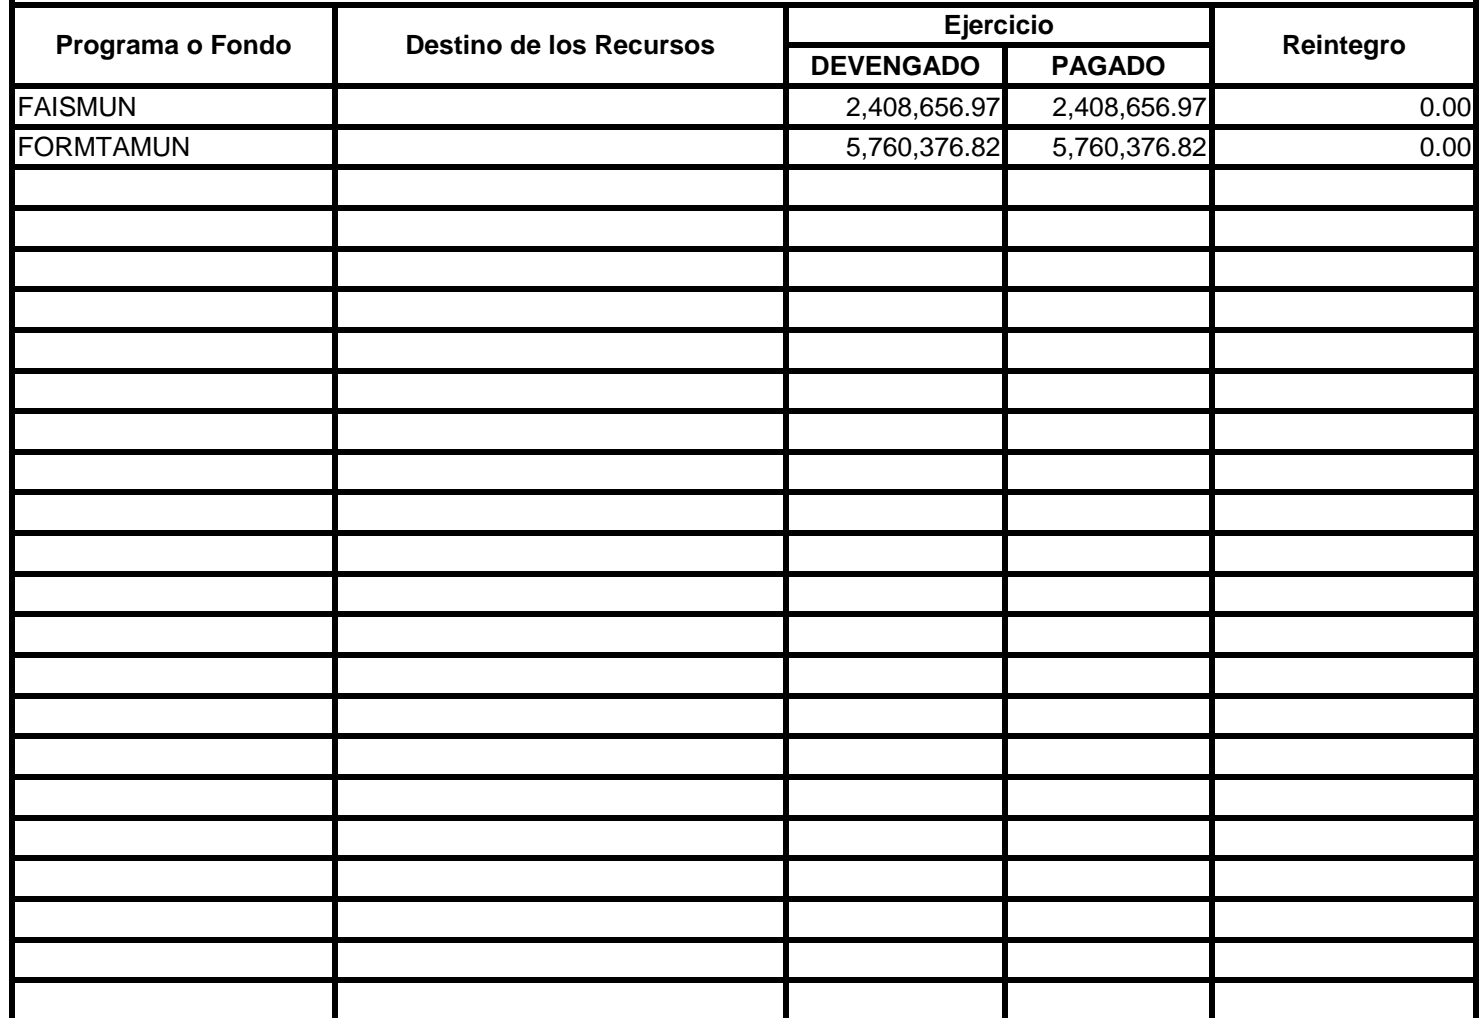 Programa o Fondo Destino de los Recursos Ejercicio Reintegro
DEVENGADO PAGADO
FAISMUN 2,408,656.97 2,408,656.97 0.00
FORMTAMUN 5,760,376.82 5,760,376.82 0.00